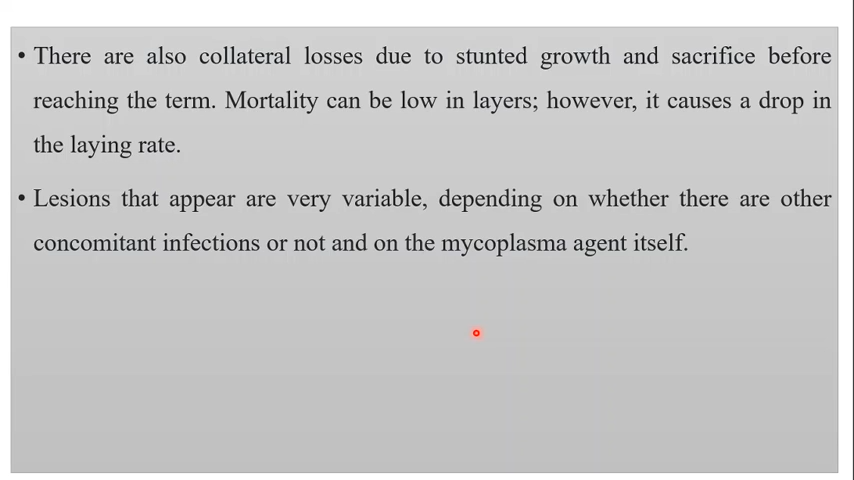 • There are also collateral losses due to stunted growth and sacrifice before
reaching the term. Mortality can be low in layers; however, it causes a drop in
the laying rate.
• Lesions that appear are very variable, depending on whether there are other
concomitant infections or not and on the mycoplasma agent itself.